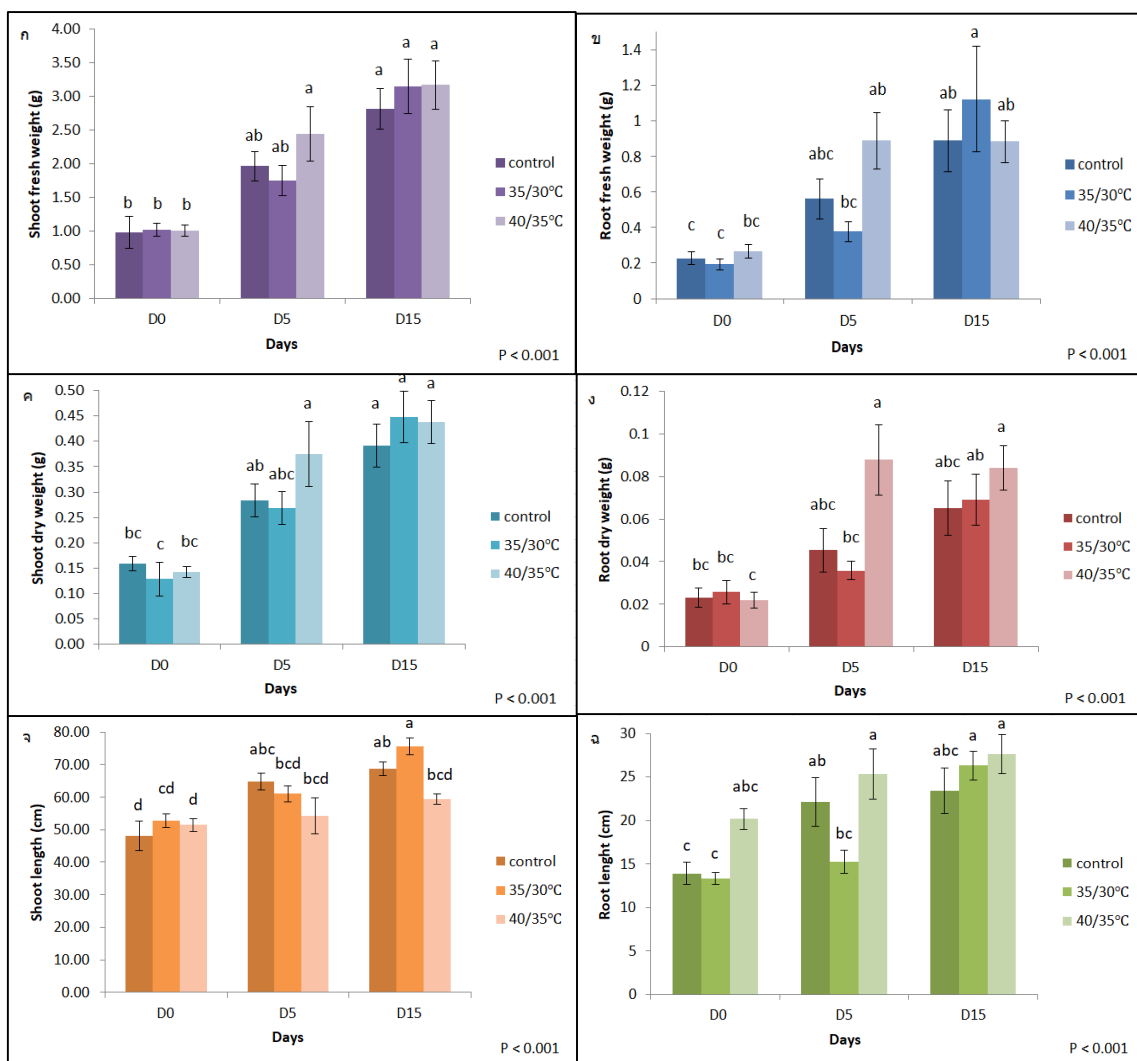 ก
Shoot fresh weight (g)
4.00
3.50
3.00
2.50
2.00
1.50
1.00
0.50
0.00
b b b
ab ab a
a a a
D0 D5 D15
Days
control
35/30°C
40/35°C
P < 0.001
ข
Root fresh weight (g)
1.4
1.2
1
0.8
0.6
0.4
0.2
0
c c bc
abc bc ab
ab a ab
D0 D5 D15
Days
control
35/30°C
40/35°C
P < 0.001
ค
Shoot dry weight (g)
0.50
0.45
0.40
0.35
0.30
0.25
0.20
0.15
0.10
0.05
0.00
bc c bc
ab abc a
a a a
D0 D5 D15
Days
control
35/30°C
40/35°C
P < 0.001
ง
Root dry weight (g)
0.12
0.1
0.08
0.06
0.04
0.02
0
bc bc c
abc bc a
abc ab a
D0 D5 D15
Days
control
35/30°C
40/35°C
P < 0.001
จ
Shoot length (cm)
80.00
70.00
60.00
50.00
40.00
30.00
20.00
10.00
0.00
d cd d
abc bcd bcd
ab a bcd
D0 D5 D15
Days
control
35/30°C
40/35°C
P < 0.001
ฉ
Root lenght (cm)
30
25
20
15
10
5
0
c c abc
ab bc a
abc a a
D0 D5 D15
Days
control
35/30°C
40/35°C
P < 0.001